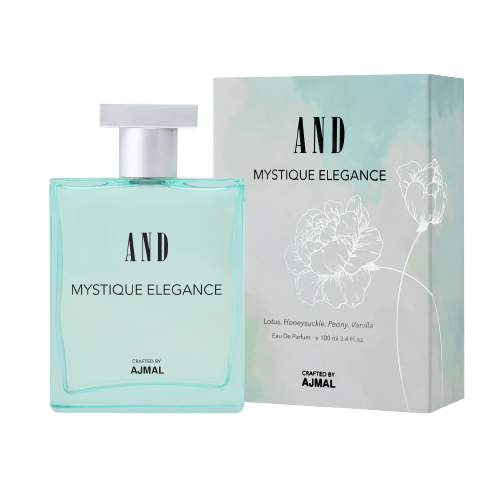 AND
MYSTIQUE ELEGANCE
CRAFTED BY
AJMAL
AND
MYSTIQUE ELEGANCE
Lotus. Honeysuckle. Peony. Vanilla
Eau De Parfum - e 100 ml 3.4 Fl.oz.
CRAFTED BY
AJMAL